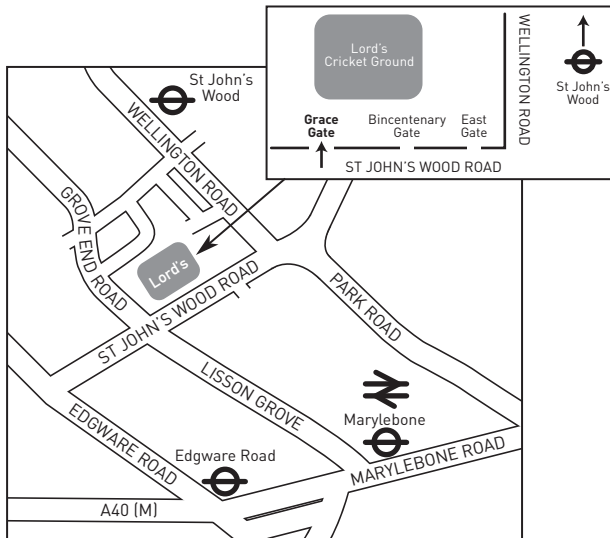 Lord's
Cricket Ground
Grace
Gate
Bincentenary
Gate
East
Gate
ST JOHN'S WOOD ROAD
WELLINGTON ROAD
St John's
Wood
St John's
Wood
WELLINGTON ROAD
GROVE END ROAD
Lord's
ST JOHN'S WOOD ROAD
PARK ROAD
LISSON GROVE
Marylebone
EDGWARE ROAD
Edgware Road
MARYLEBONE ROAD
A40 (M)